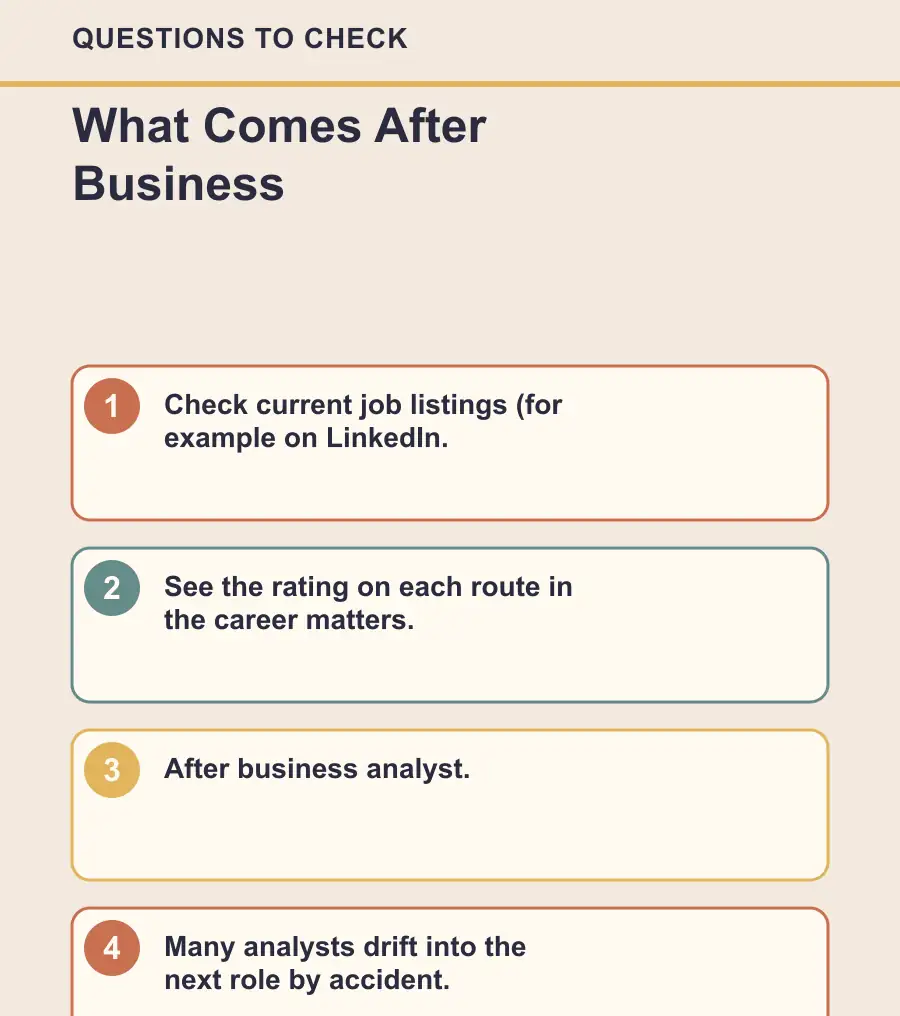 QUESTIONS TO CHECK
What Comes After
Business
1
Check current job listings (for
example on LinkedIn.
2
See the rating on each route in
the career matters.
3
After business analyst.
4
Many analysts drift into the
next role by accident.